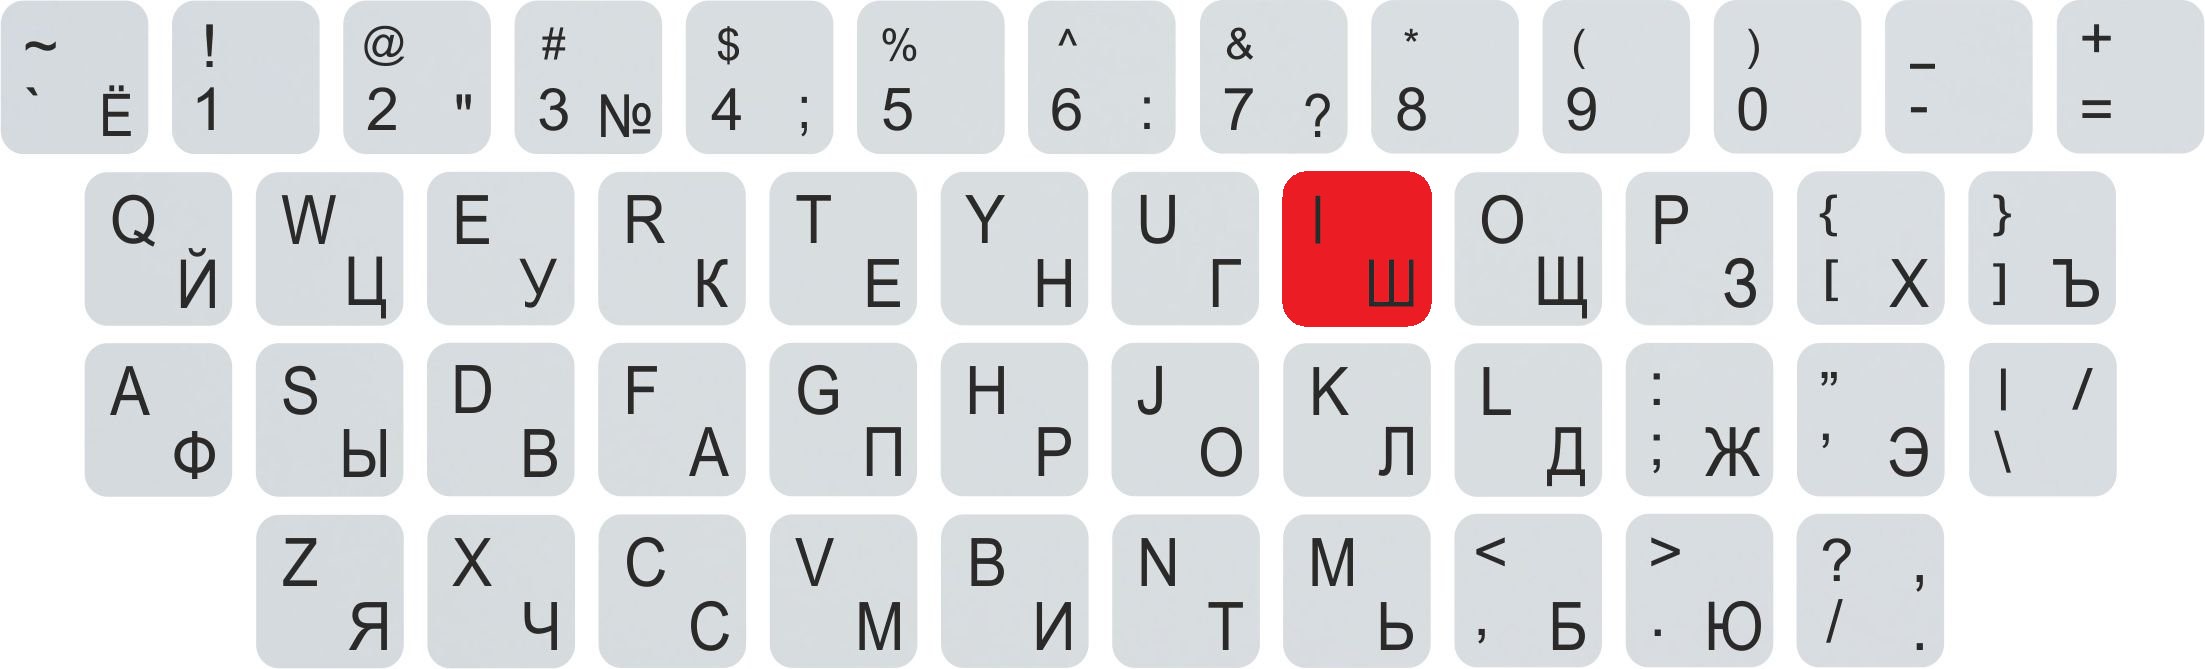 ~ ! @ # $ % ^ & * ( ) _ +
` Ё 1 2 " 3 № 4 ; 5 6 : 7 ? 8 9 0 - =
Q W E R T Y U I O P { }
Й Ц У К Е Н Г Ш Щ З [ Х ] Ъ
A S D F G H J K L : ” | /
Ф Ы В А П Р О Л Д ; Ж ’ Э \
Z X C V B N M < > ? ,
Я Ч С М И Т Ь , Б . Ю / .